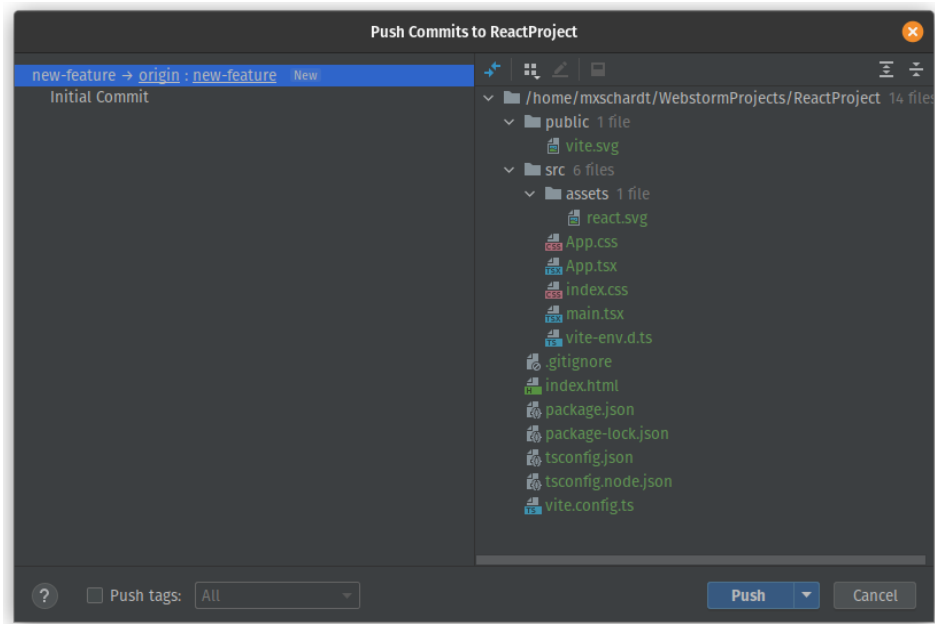 Push Commits to ReactProject
new-feature → origin : new-feature New
Initial Commit
/home/mxschardt/WebstormProjects/ReactProject 14 files
public 1 file
vite.svg
src 6 files
assets 1 file
react.svg
App.css
App.tsx
index.css
main.tsx
vite-env.d.ts
.gitignore
index.html
package.json
package-lock.json
tsconfig.json
tsconfig.node.json
vite.config.ts
? Push tags: All Push Cancel